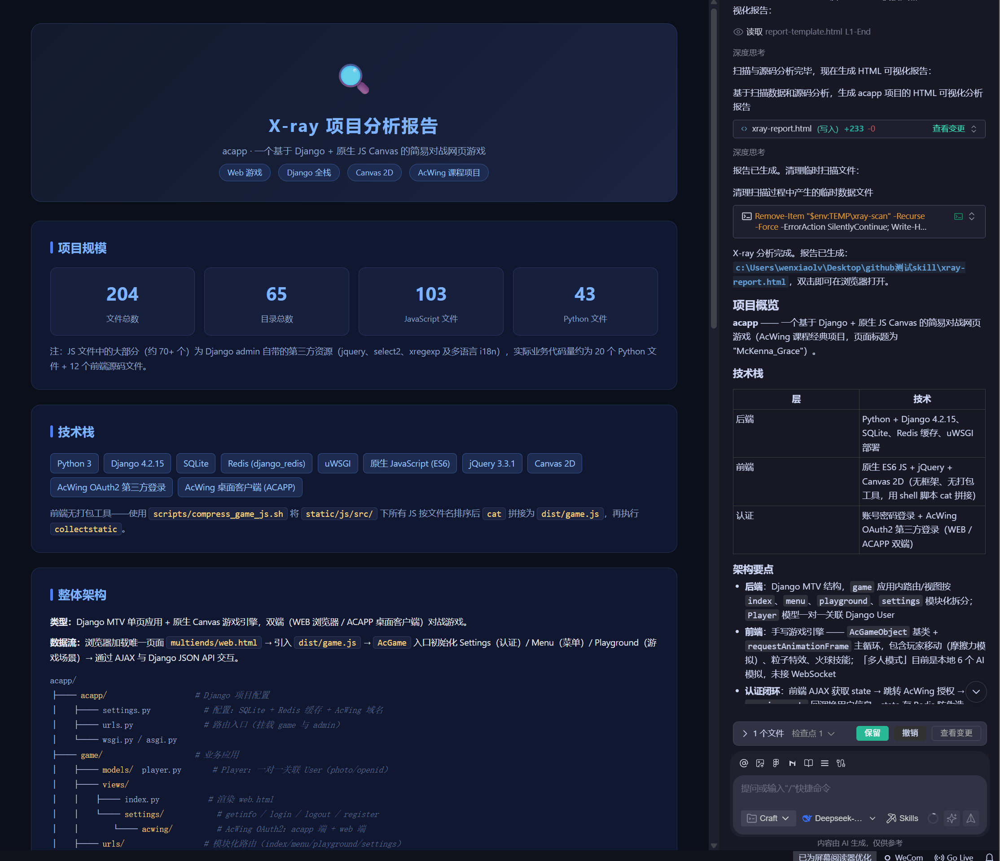 X-ray 项目分析报告
acapp · 一个基于 Django + 原生 JS Canvas 的简易对战网页游戏
Web 游戏
Django 全栈
Canvas 2D
AcWing 课程项目
项目规模
204
文件总数
65
目录总数
103
JavaScript 文件
43
Python 文件
注：JS 文件中的大部分（约 70+ 个）为 Django admin 自带的第三方资源（jquery、select2、xregexp 及多语言 i18n），实际业务代码量约为 20 个 Python 文
件 + 12 个前端源码文件。
技术栈
Python 3
Django 4.2.15
SQLite
Redis (django_redis)
uWSGI
原生 JavaScript (ES6)
jQuery 3.3.1
Canvas 2D
AcWing OAuth2 第三方登录
AcWing 桌面客户端 (ACAPP)
前端无打包工具——使用 scripts/compress_game_js.sh 将 static/js/src/ 下所有 JS 按文件名排序后 cat 拼接为 dist/game.js，再执行
collectstatic 。
整体架构
类型：Django MTV 单页应用 + 原生 Canvas 游戏引擎，双端（WEB 浏览器 / ACAPP 桌面客户端）对战游戏。
数据流：浏览器加载唯一页面 multiends/web.html → 引入 dist/game.js → AcGame 入口初始化 Settings（认证）/ Menu（菜单）/ Playground（游
戏场景）→ 通过 AJAX 与 Django JSON API 交互。
acapp/
├── acapp/ # Django 项目配置
│ ├── settings.py # 配置：SQLite + Redis 缓存 + AcWing 域名
│ ├── urls.py # 路由入口（挂载 game 与 admin）
│ └── wsgi.py / asgi.py
├── game/ # 业务应用
│ ├── models/ player.py # Player：一对一关联 User（photo/openid）
│ ├── views/
│ │ ├── index.py # 渲染 web.html
│ │ └── settings/ # getinfo / login / logout / register
│ │ └── acwing/ # AcWing OAuth2：acapp 端 + web 端
│ ├── urls/ # 模块化路由（index/menu/playground/settings）
视化报告：
读取 report-template.html L1-End
深度思考
扫描与源码分析完毕，现在生成 HTML 可视化报告：
基于扫描数据和源码分析，生成 acapp 项目的 HTML 可视化分析
报告
xray-report.html (写入) +233 -0 查看变更
深度思考
报告已生成。清理临时扫描文件：
清理扫描过程中产生的临时数据文件
Remove-Item "$env:TEMP\xray-scan" -Recurse
-Force -ErrorAction SilentlyContinue; Write-H...
X-ray 分析完成。报告已生成：
c:\Users\wenxiaolv\Desktop\github测试skill\xray-
report.html ，双击即可在浏览器打开。
项目概览
acapp —— 一个基于 Django + 原生 JS Canvas 的简易对战网页
游戏（AcWing 课程经典项目，页面标题为
"McKenna_Grace"）。
技术栈
层 技术
后端 Python + Django 4.2.15、
SQLite、Redis 缓存、uWSGI
部署
前端 原生 ES6 JS + jQuery +
Canvas 2D（无框架、无打包
工具，用 shell 脚本 cat 拼接）
认证 账号密码登录 + AcWing
OAuth2 第三方登录（WEB /
ACAPP 双端）
架构要点
• 后端：Django MTV 结构，game 应用内路由/视图按
index、menu、playground、settings 模块化拆分；
Player 模型一对一关联 Django User
• 前端：手写游戏引擎 —— AcGameObject 基类 +
requestAnimationFrame 主循环，包含玩家移动（摩擦力模
拟）、粒子特效、火球技能；「多人模式」目前是本地 6 个 AI
模拟，未接 WebSocket
• 认证闭环：前端 AJAX 获取 state → 跳转 AcWing 授权 →
1 个文件 检查点 1 保留 撤销 查看变更
提问或输入"/"快捷命令
Craft Deepseek-... Skills
内容由 AI 生成，仅供参考
已为屏幕阅读器优化 WeCom Go Live